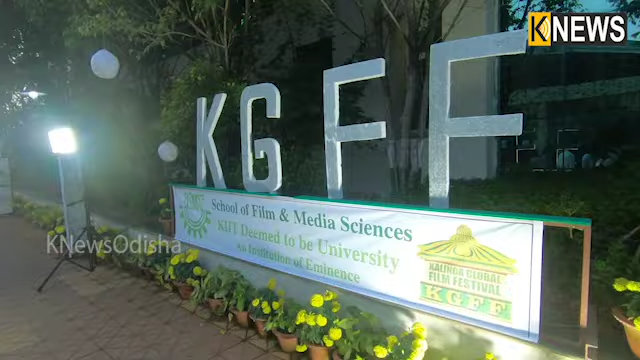 K NEWS
KGFF
School of Film & Media Sciences
KIIT Deemed to be University
An Institution of Eminence
KALINGA GLOBAL
FILM FESTIVAL
KGFF
KNewsOdisha